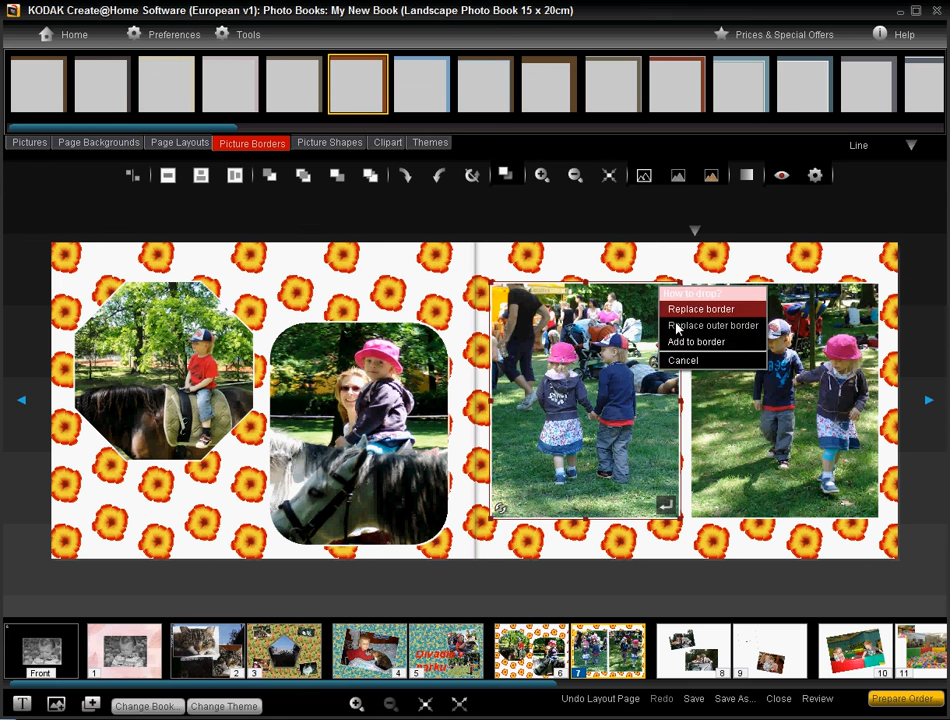 KODAK Create@Home Software (European v1): Photo Books: My New Book (Landscape Photo Book 15 x 20cm)
Home Preferences Tools Prices & Special Offers Help
Pictures Page Backgrounds Page Layouts Picture Borders Picture Shapes Clipart Themes Line
How to drop?
Replace border
Replace outer border
Add to border
Cancel
Divadlo
parku
Front 1 2 3 4 5 6 7 8 9 10 11
T Change Book... Change Theme Undo Layout Page Redo Save Save As... Close Review Prepare Order...